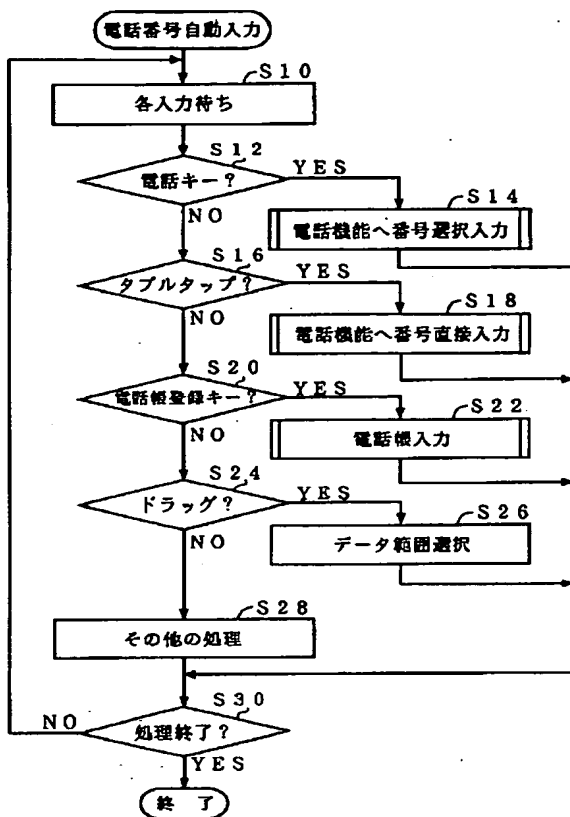 電話番号自動入力
S10
各入力待ち
S12
電話キー?
YES
NO
S14
電話機能へ番号選択入力
S16
タブルタップ?
YES
NO
S18
電話機能へ番号直接入力
S20
電話帳登録キー?
YES
NO
S22
電話帳入力
S24
ドラッグ?
YES
NO
S26
データ範囲選択
S28
その他の処理
S30
処理終了?
NO
YES
終 了